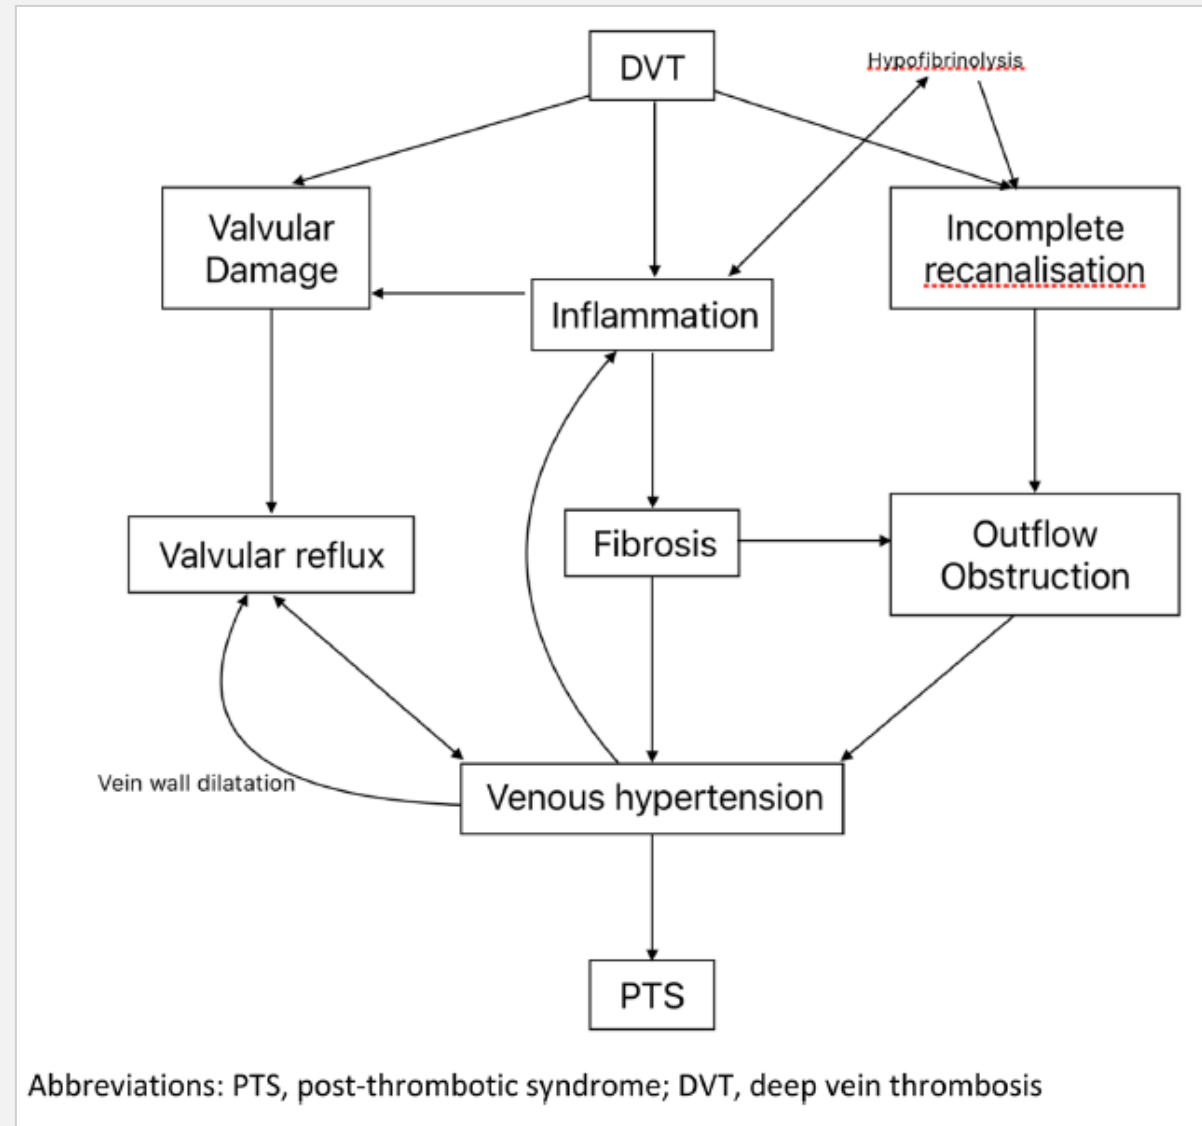 DVT
Hypofibrinolysis
Valvular
Damage
Incomplete
recanalisation
Inflammation
Valvular reflux
Fibrosis
Outflow
Obstruction
Vein wall dilatation
Venous hypertension
PTS
Abbreviations: PTS, post-thrombotic syndrome; DVT, deep vein thrombosis